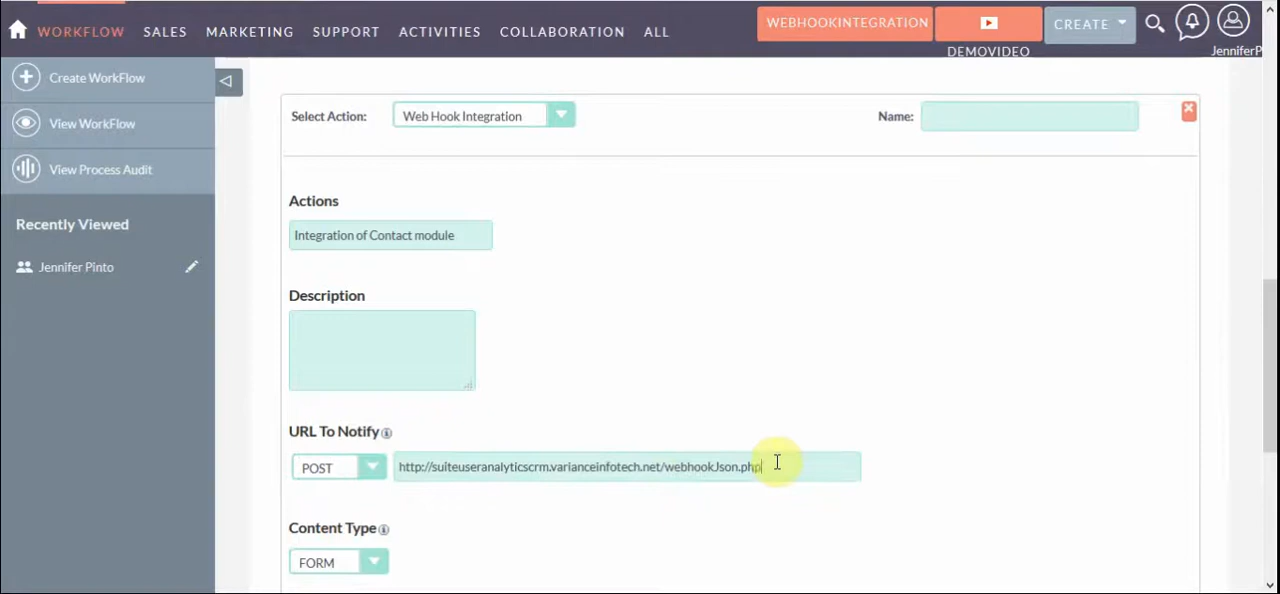 WORKFLOW SALES MARKETING SUPPORT ACTIVITIES COLLABORATION ALL WEBHOOKINTEGRATION CREATE
DEMOVIDEO JenniferP
Create WorkFlow
View WorkFlow
View Process Audit
Recently Viewed
Jennifer Pinto
Select Action: Web Hook Integration Name:
Actions
Integration of Contact module
Description
URL To Notify
POST http://suiteuseranalyticscrm.varianceinfotech.net/webhookJson.php
Content Type
FORM